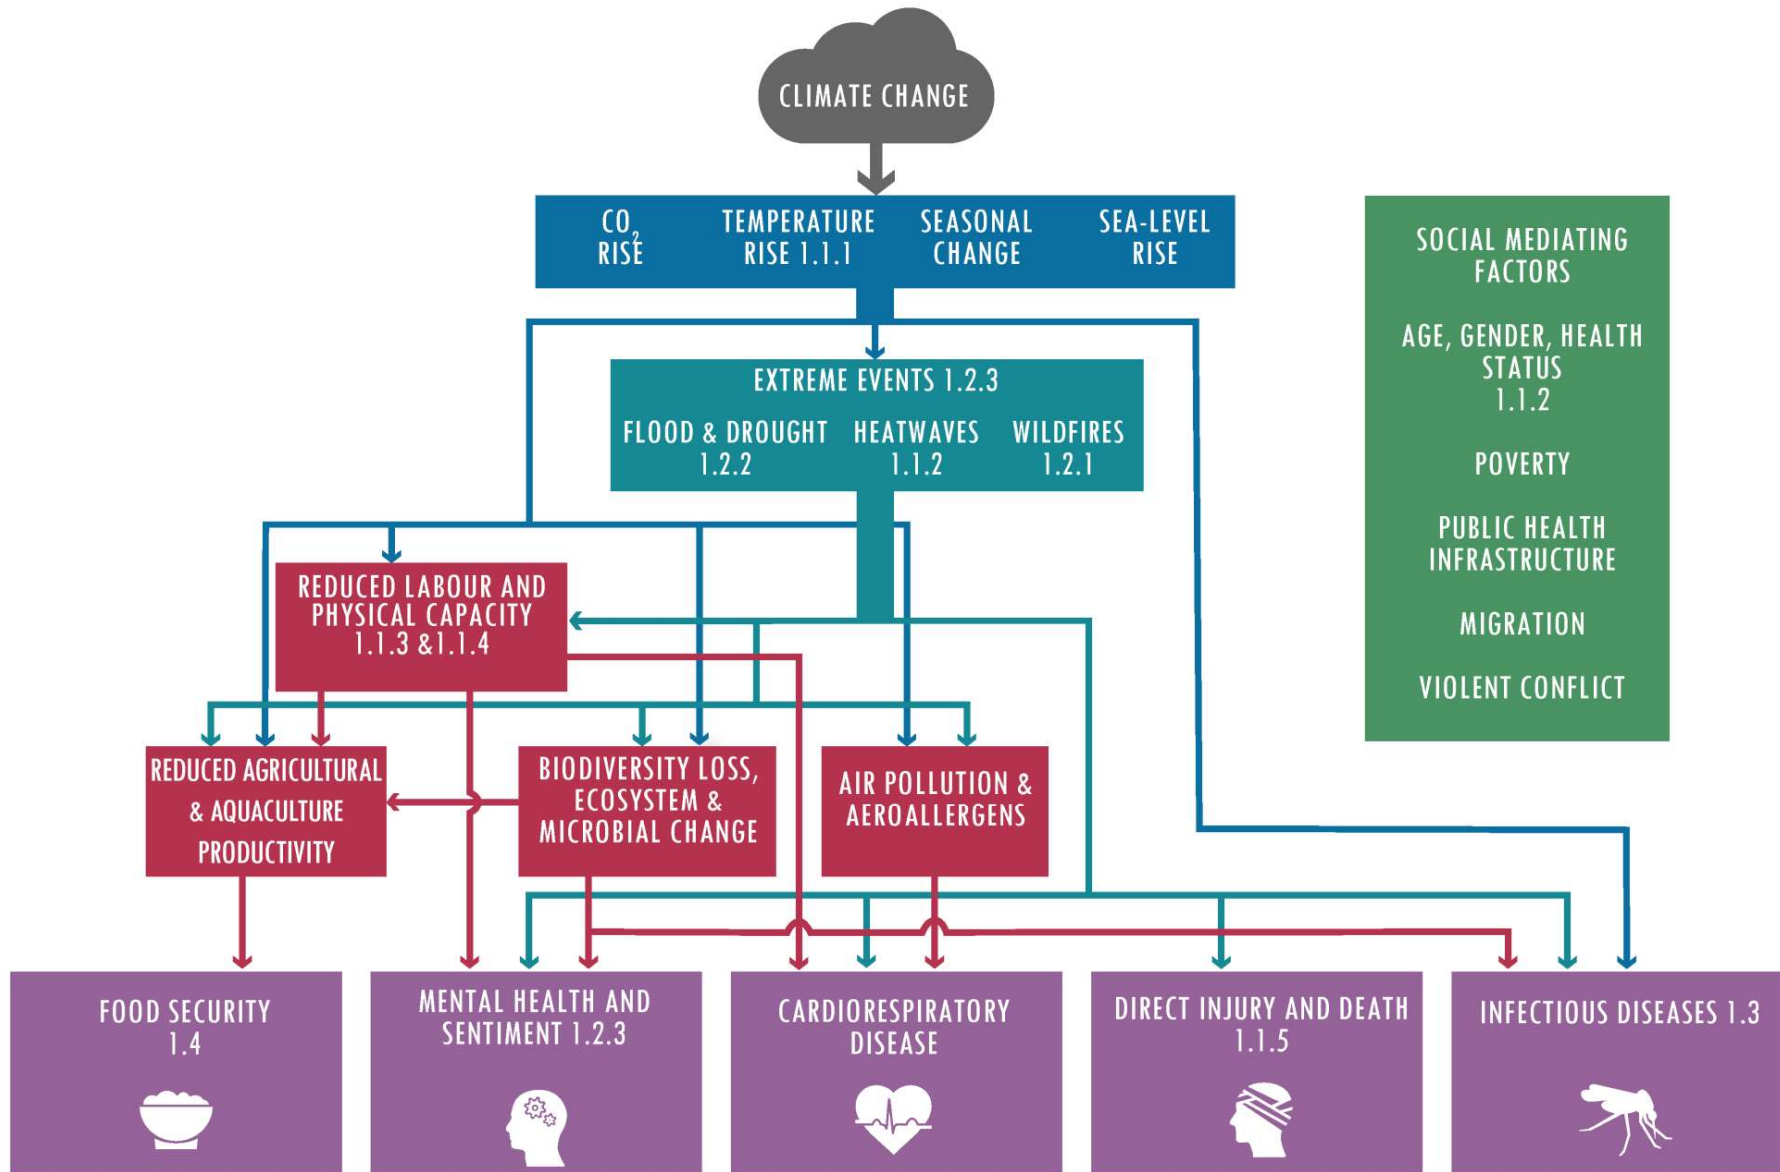 CLIMATE CHANGE
CO₂
RISE
TEMPERATURE
RISE 1.1.1
SEASONAL
CHANGE
SEA-LEVEL
RISE
SOCIAL MEDIATING
FACTORS
AGE, GENDER, HEALTH
STATUS
1.1.2
POVERTY
PUBLIC HEALTH
INFRASTRUCTURE
MIGRATION
VIOLENT CONFLICT
EXTREME EVENTS 1.2.3
FLOOD & DROUGHT
1.2.2
HEATWAVES
1.1.2
WILDFIRES
1.2.1
REDUCED LABOUR AND
PHYSICAL CAPACITY
1.1.3 &1.1.4
REDUCED AGRICULTURAL
& AQUACULTURE
PRODUCTIVITY
BIODIVERSITY LOSS,
ECOSYSTEM &
MICROBIAL CHANGE
AIR POLLUTION &
AEROALLERGENS
FOOD SECURITY
1.4
MENTAL HEALTH AND
SENTIMENT 1.2.3
CARDIORESPIRATORY
DISEASE
DIRECT INJURY AND DEATH
1.1.5
INFECTIOUS DISEASES 1.3